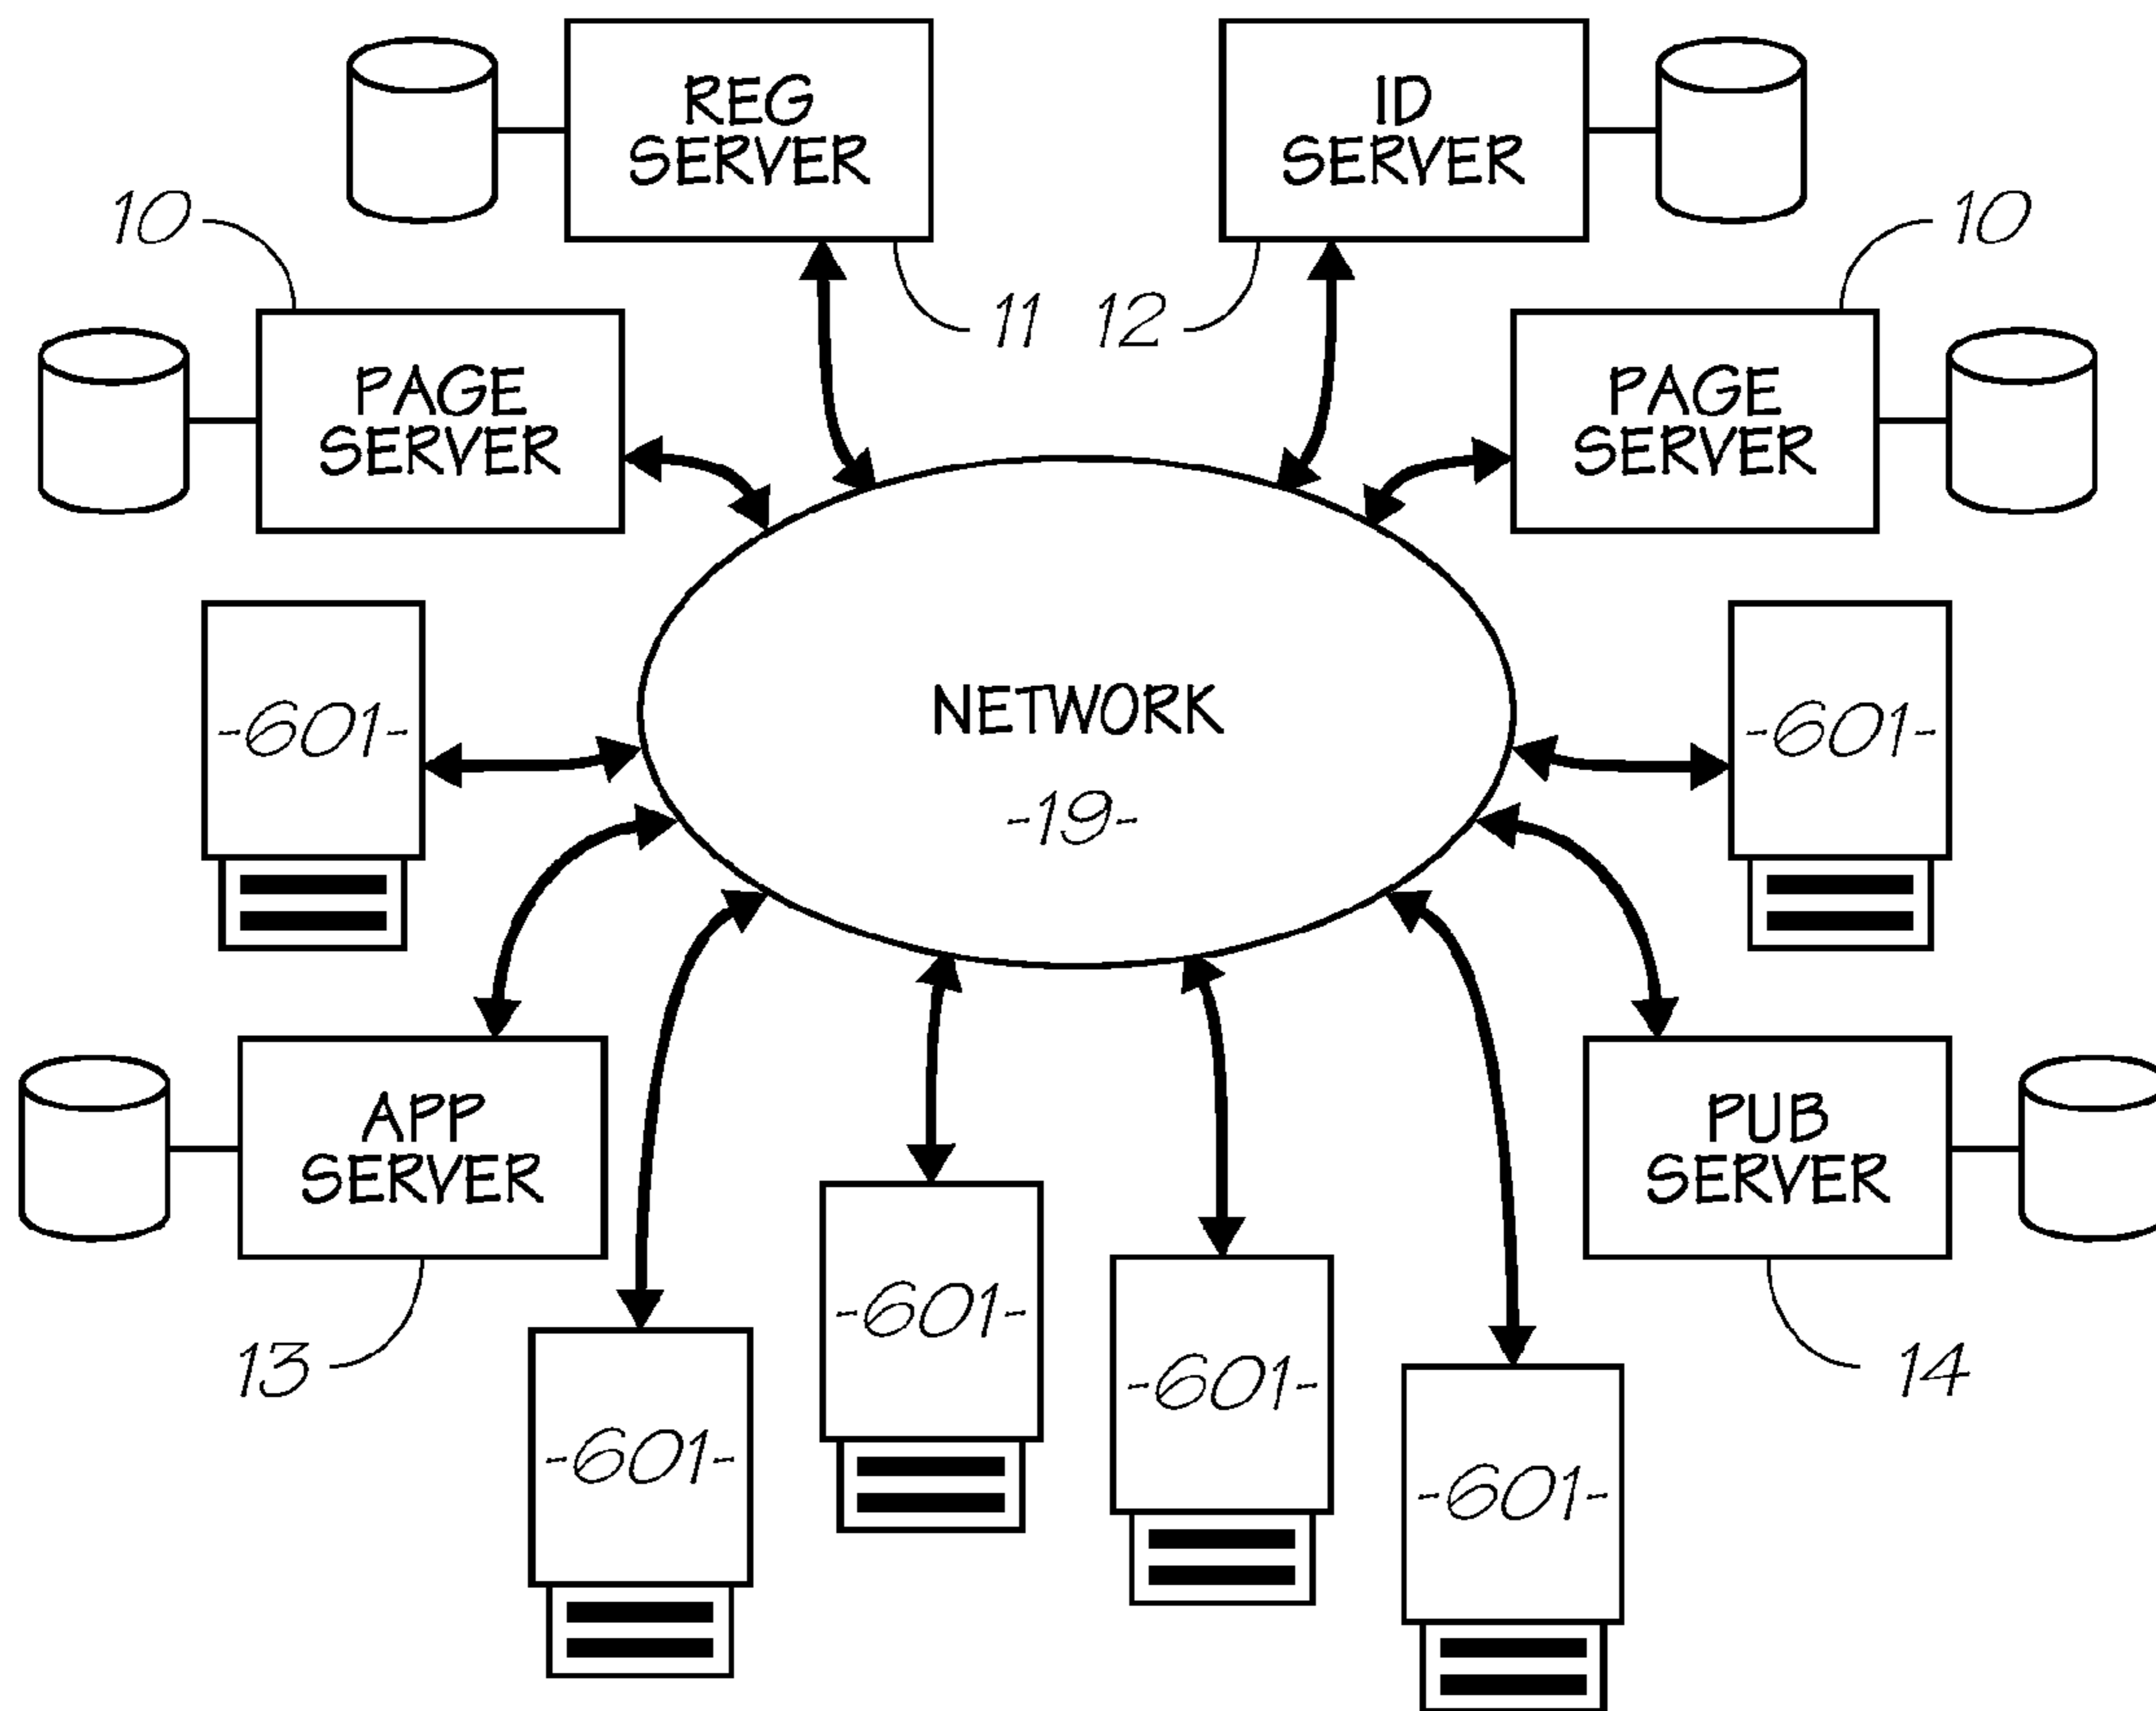 REG
SERVER
ID
SERVER
10
10
11
12
PAGE
SERVER
PAGE
SERVER
-601-
NETWORK
-19-
-601-
APP
SERVER
PUB
SERVER
13
14
-601-
-601-
-601-
-601-